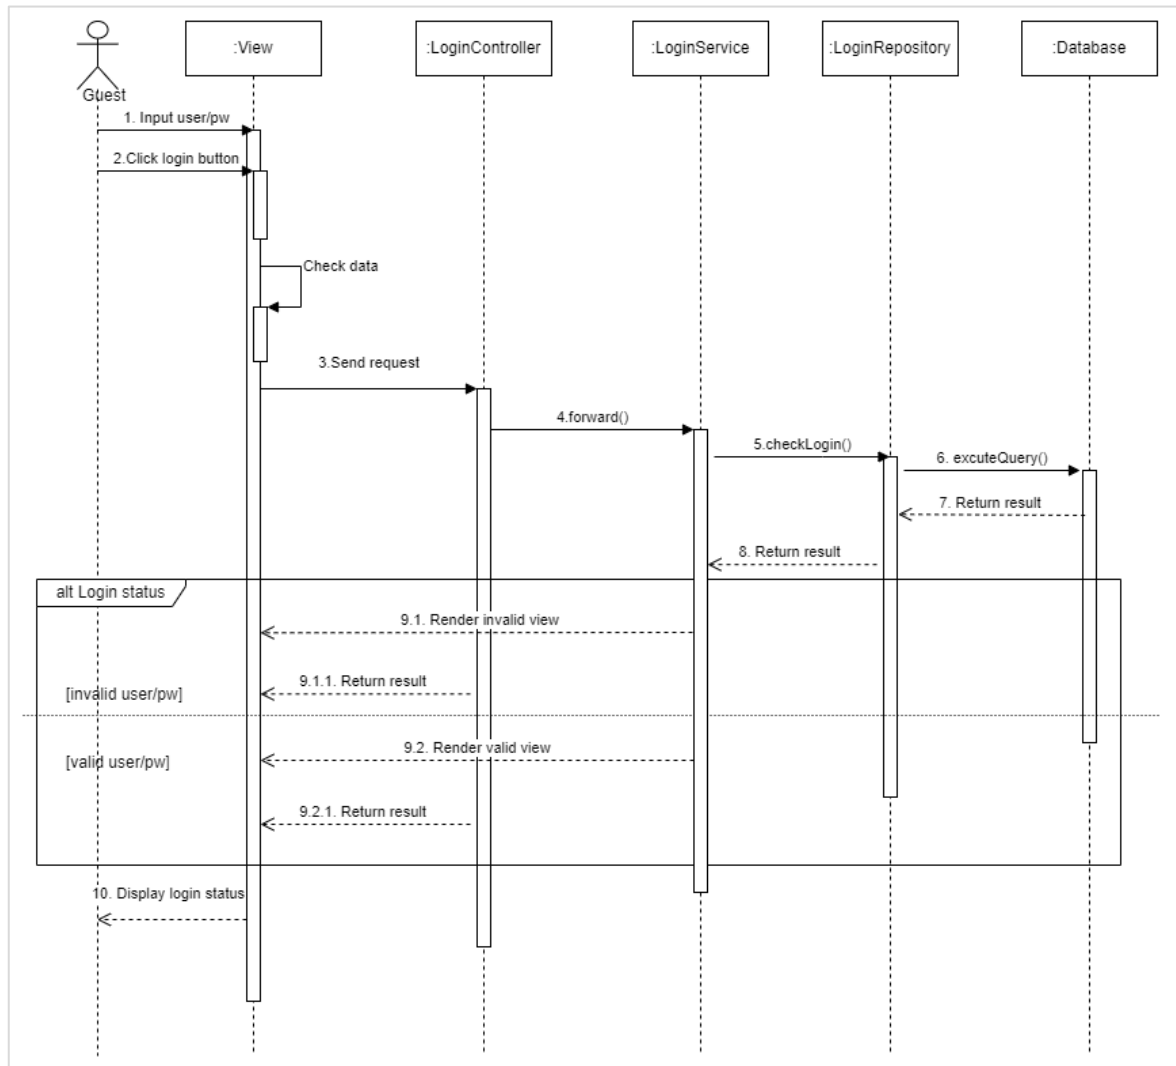 :View
:LoginController
:LoginService
:LoginRepository
:Database
Guest
1. Input user/pw
2.Click login button
Check data
3.Send request
4.forward()
5.checkLogin()
6. excuteQuery()
7. Return result
8. Return result
alt Login status
9.1. Render invalid view
9.1.1. Return result
[invalid user/pw]
9.2. Render valid view
[valid user/pw]
9.2.1. Return result
10. Display login status